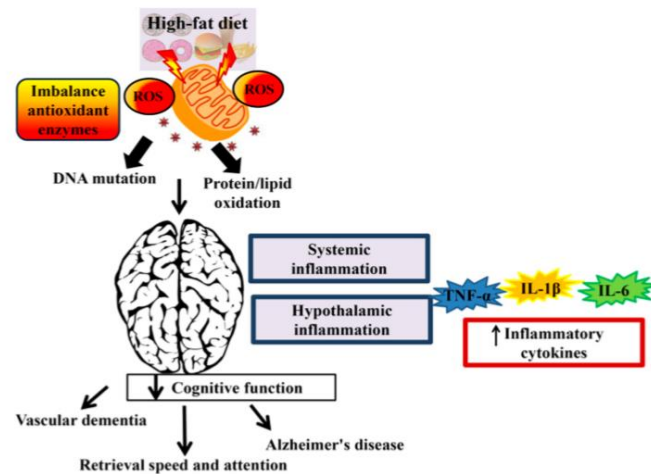 High-fat diet
Imbalance
antioxidant
enzymes
ROS
ROS
DNA mutation
Protein/lipid
oxidation
Systemic
inflammation
Hypothalamic
inflammation
TNF-α
IL-1β
IL-6
↑ Inflammatory
cytokines
↓ Cognitive function
Vascular dementia
Alzheimer's disease
Retrieval speed and attention